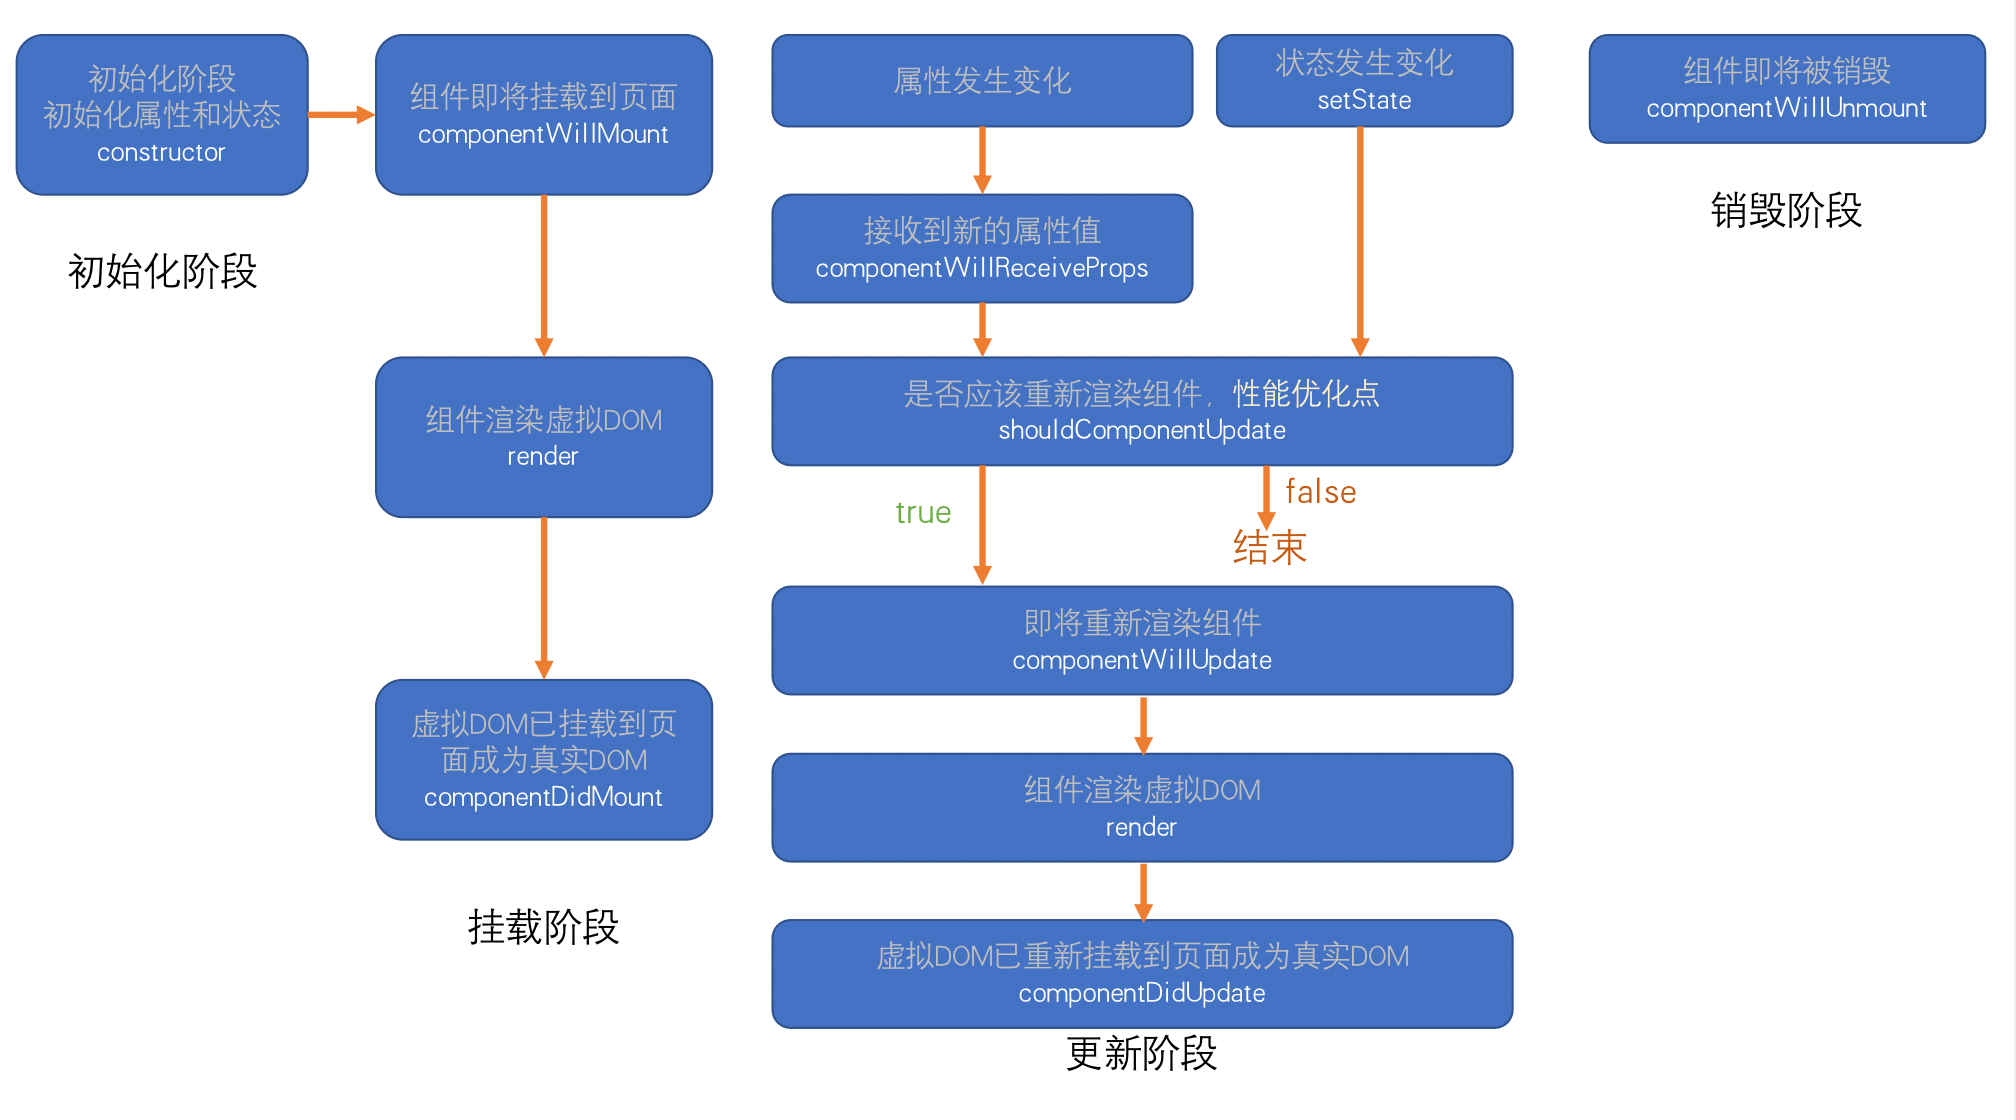 初始化阶段
初始化属性和状态
constructor
初始化阶段
组件即将挂载到页面
componentWillMount
组件渲染虚拟DOM
render
虚拟DOM已挂载到页
面成为真实DOM
componentDidMount
挂载阶段
属性发生变化
状态发生变化
setState
接收到新的属性值
componentWillReceiveProps
是否应该重新渲染组件，性能优化点
shouldComponentUpdate
true
false
结束
即将重新渲染组件
componentWillUpdate
组件渲染虚拟DOM
render
虚拟DOM已重新挂载到页面成为真实DOM
componentDidUpdate
更新阶段
组件即将被销毁
componentWillUnmount
销毁阶段